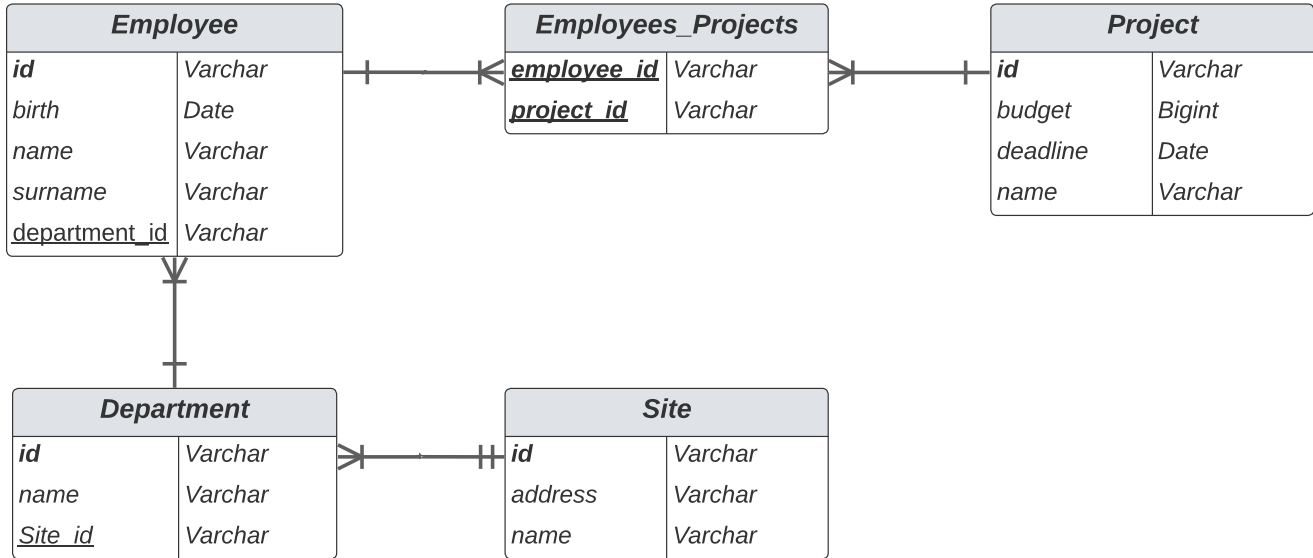 Employee
id Varchar
birth Date
name Varchar
surname Varchar
department_id Varchar
Employees_Projects
employee_id Varchar
project_id Varchar
Project
id Varchar
budget Bigint
deadline Date
name Varchar
Department
id Varchar
name Varchar
Site_id Varchar
Site
id Varchar
address Varchar
name Varchar